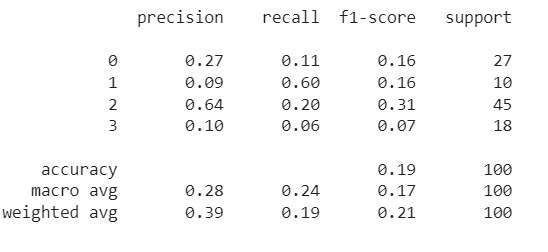 precision recall f1-score support
0 0.27 0.11 0.16 27
1 0.09 0.60 0.16 10
2 0.64 0.20 0.31 45
3 0.10 0.06 0.07 18
accuracy 0.19 100
macro avg 0.28 0.24 0.17 100
weighted avg 0.39 0.19 0.21 100